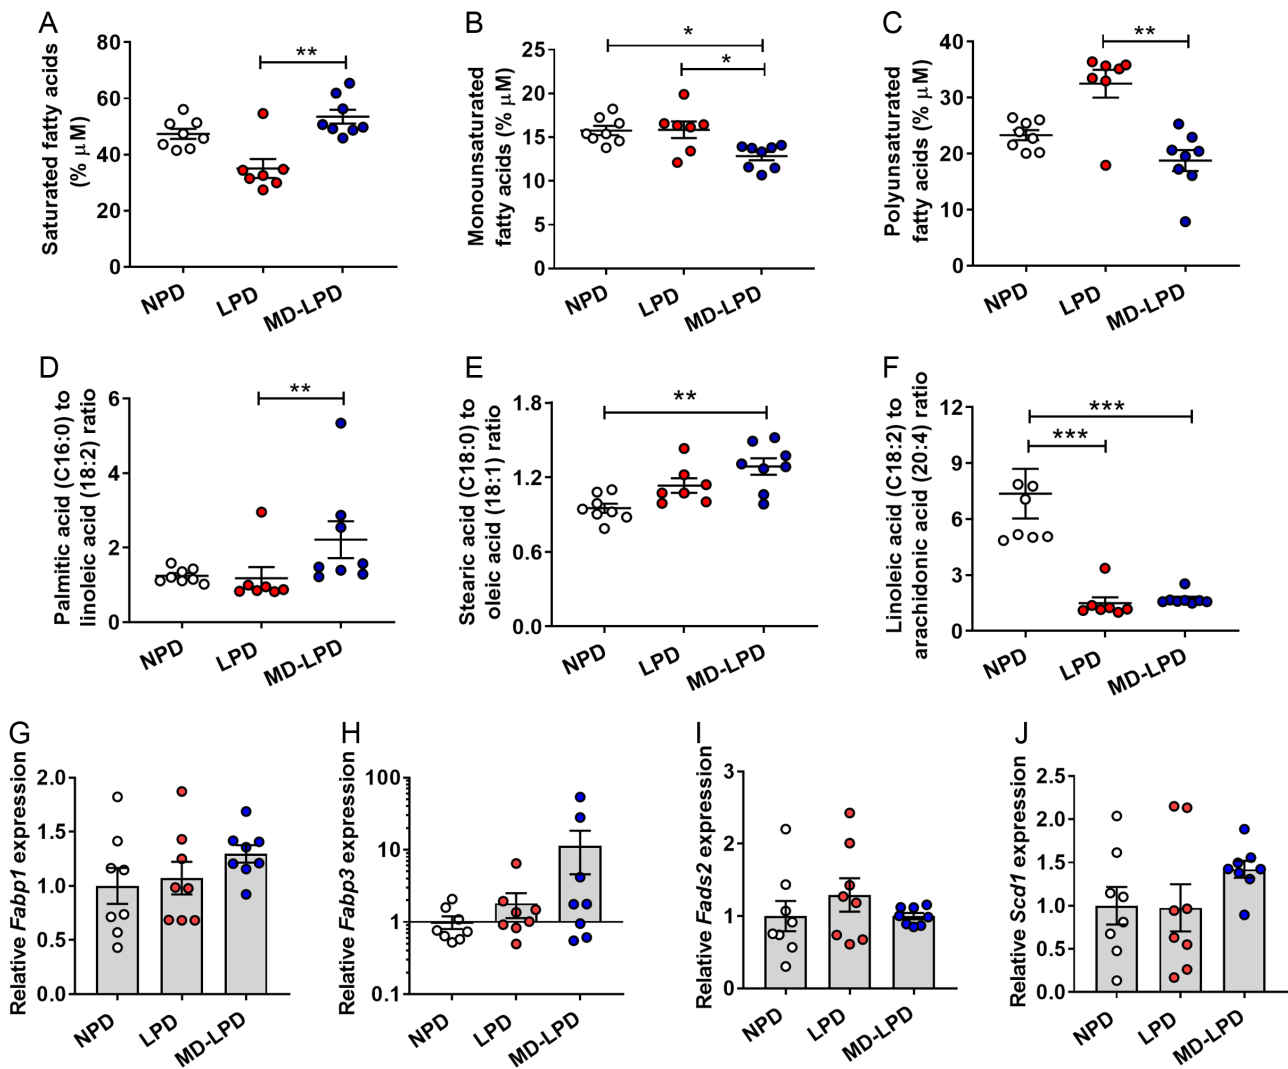 A
Saturated fatty acids
(% μM)
80
60
40
20
0
**
NPD
LPD
MD-LPD
B
Monounsaturated
fatty acids (% μM)
25
20
15
10
5
0
*
*
NPD
LPD
MD-LPD
C
Polyunsaturated
fatty acids (% μM)
40
30
20
10
0
**
NPD
LPD
MD-LPD
D
Palmitic acid (C16:0) to
linoleic acid (18:2) ratio
6
4
2
0
**
NPD
LPD
MD-LPD
E
Stearic acid (C18:0) to
oleic acid (18:1) ratio
1.8
1.2
0.6
0.0
**
NPD
LPD
MD-LPD
F
Linoleic acid (C18:2) to
arachidonic acid (20:4) ratio
12
9
6
3
0
***
***
NPD
LPD
MD-LPD
G
Relative Fabp1 expression
2.0
1.5
1.0
0.5
0.0
NPD
LPD
MD-LPD
H
Relative Fabp3 expression
100
10
1
0.1
NPD
LPD
MD-LPD
I
Relative Fads2 expression
3
2
1
0
NPD
LPD
MD-LPD
J
Relative Scd1 expression
2.5
2.0
1.5
1.0
0.5
0.0
NPD
LPD
MD-LPD